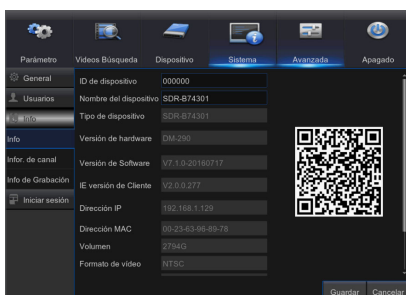 Parámetro Videos Búsqueda Dispositivo Sistema Avanzada Apagado
General
Usuarios
Info
Info
Infor. de canal
Info de Grabación
Iniciar sesión
ID de dispositivo 000000
Nombre del dispositivo SDR-B74301
Tipo de dispositivo SDR-B74301
Versión de hardware DM-290
Versión de Software V7.1.0-20160717
IE versión de Cliente V2.0.0.277
Dirección IP 192.168.1.129
Dirección MAC 00-23-63-96-89-78
Volumen 2794G
Formato de vídeo NTSC
Guardar Cancelar